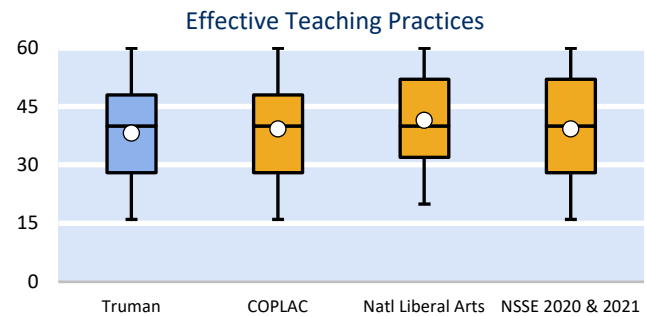 Effective Teaching Practices
60
45
30
15
0
Truman COPLAC Natl Liberal Arts NSSE 2020 & 2021